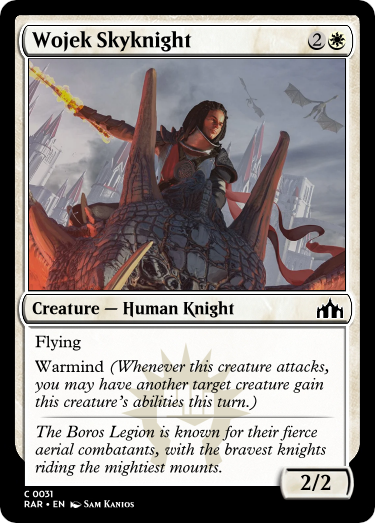 Wojek Skyknight 2
Creature — Human Knight
Flying
Warmind (Whenever this creature attacks,
you may have another target creature gain
this creature's abilities this turn.)
The Boros Legion is known for their fierce
aerial combatants, with the bravest knights
riding the mightiest mounts.
2/2
C 0031
RAR • EN Sam Kanios